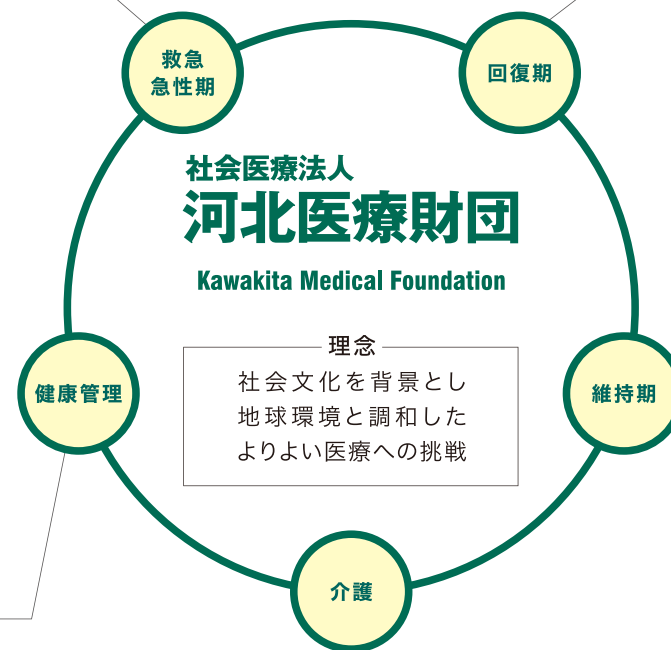 救急
急性期
回復期
社会医療法人
河北医療財団
Kawakita Medical Foundation
理念
社会文化を背景とし
地球環境と調和した
よりよい医療への挑戦
健康管理
維持期
介護